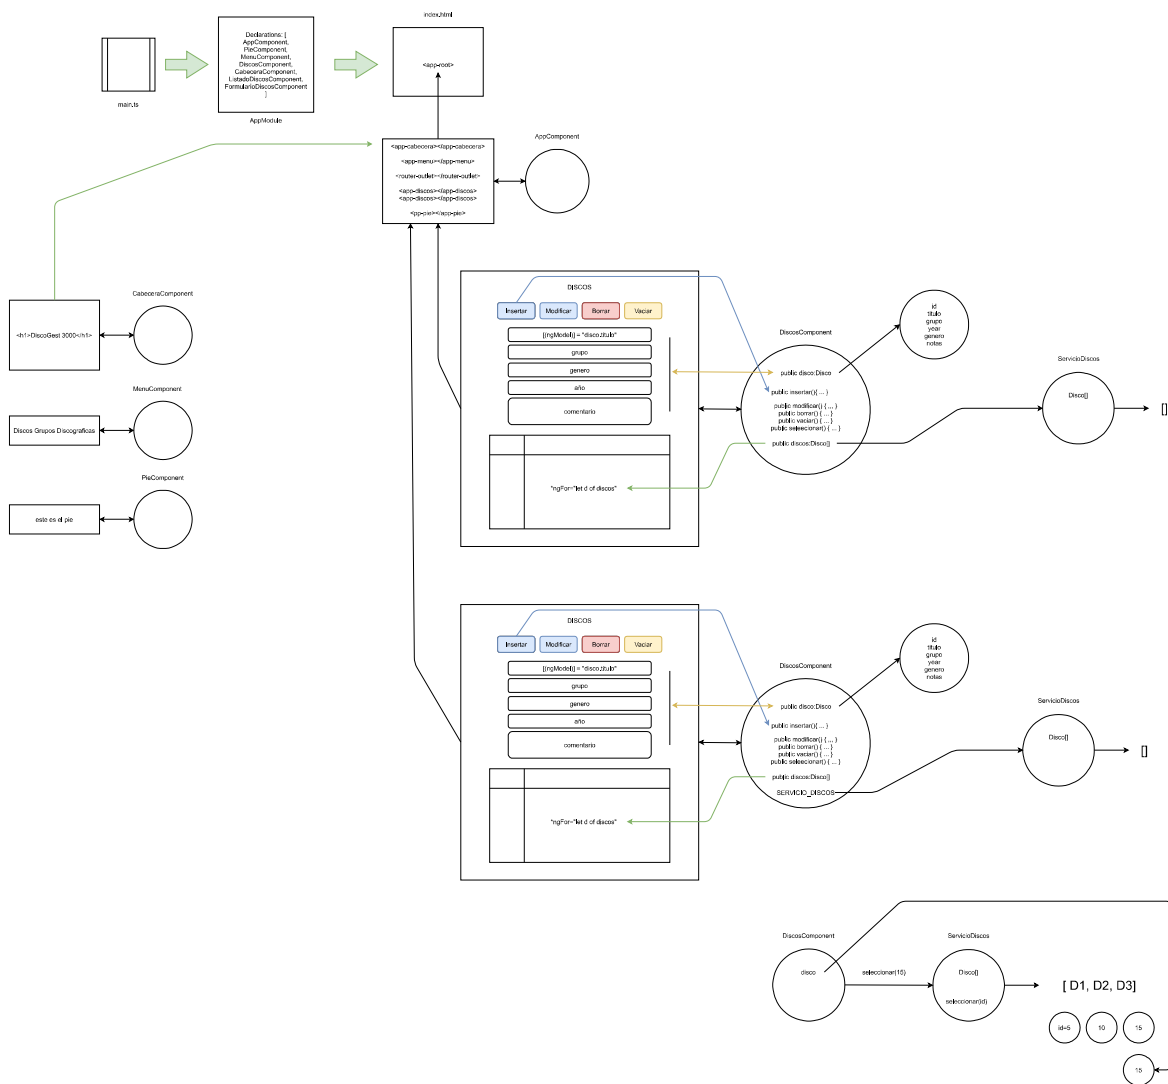 index.html
Declarations: [
AppComponent,
PieComponent,
MenuComponent,
DiscosComponent,
CabeceraComponent,
ListadoDiscosComponent,
FormularioDiscosComponent
]
<app-root>
main.ts
AppModule
<app-cabecera></app-cabecera>
<app-menu></app-menu>
<router-outlet></router-outlet>
<app-discos></app-discos>
<app-discos></app-discos>
<pp-pie></app-pie>
AppComponent
CabeceraComponent
<h1>DiscoGest 3000</h1>
MenuComponent
Discos Grupos Discograficas
PieComponent
este es el pie
DISCOS
Insertar
Modificar
Borrar
Vaciar
[(ngModel)] = "disco.titulo"
grupo
genero
año
comentario
*ngFor="let d of discos"
DiscosComponent
public disco:Disco
public insertar(){ ... }
public modificar() { ... }
public borrar() { ... }
public vaciar() { ... }
public seleecionar() { ... }
public discos:Disco[]
id
titulo
grupo
year
genero
notas
ServicioDiscos
Disco[]
[]
DISCOS
Insertar
Modificar
Borrar
Vaciar
[(ngModel)] = "disco.titulo"
grupo
genero
año
comentario
*ngFor="let d of discos"
DiscosComponent
public disco:Disco
public insertar(){ ... }
public modificar() { ... }
public borrar() { ... }
public vaciar() { ... }
public seleecionar() { ... }
public discos:Disco[]
SERVICIO_DISCOS
id
titulo
grupo
year
genero
notas
ServicioDiscos
Disco[]
[]
DiscosComponent
disco
seleccionar(15)
ServicioDiscos
Disco[]
seleccionar(id)
[ D1, D2, D3]
id=5
10
15
15